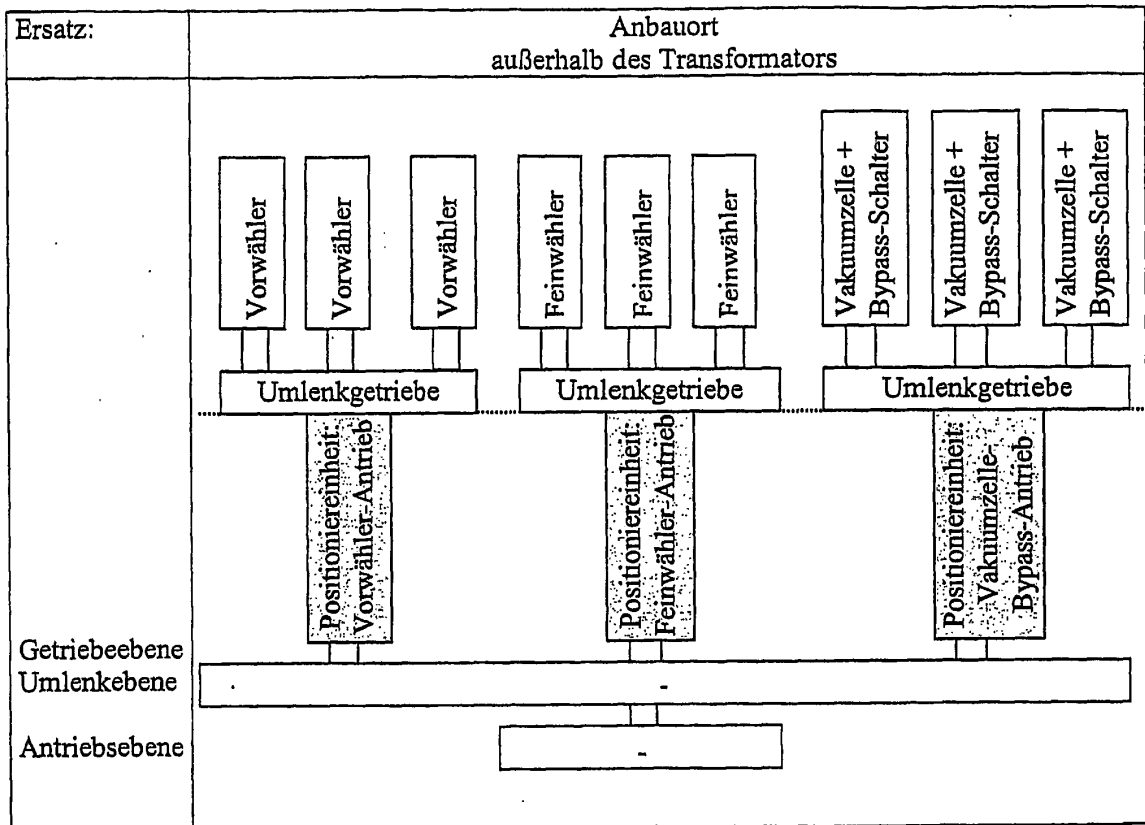 Ersatz:
Anbauort
außerhalb des Transformators
Vorwähler
Vorwähler
Vorwähler
Feinwähler
Feinwähler
Feinwähler
Vakuumzelle +
Bypass-Schalter
Vakuumzelle +
Bypass-Schalter
Vakuumzelle +
Bypass-Schalter
Umlenkgetriebe
Umlenkgetriebe
Umlenkgetriebe
Positioniereinheit:
Vorwähler-Antrieb
Positioniereinheit:
Feinwähler-Antrieb
Positioniereinheit:
Vakuumzelle-
Bypass-Antrieb
Getriebeebene
Umlenkebene
-
Antriebsebene
-